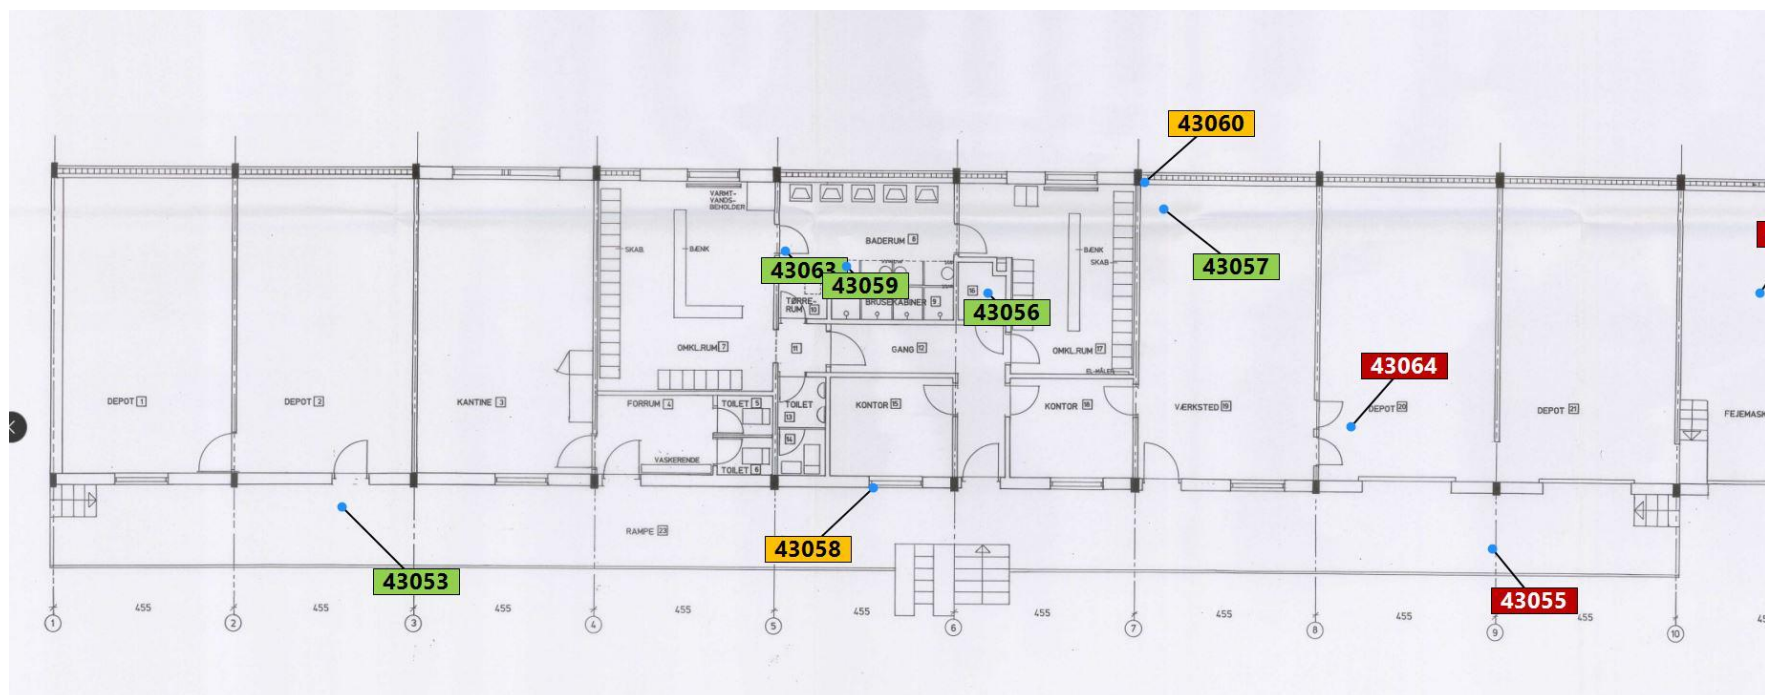 43060
VARMT-
VANDS-
BEHOLDER
SKAB.
BÆNK
BADERUM 8
BÆNK
SKAB
43057
43063
43059
TØRRE-
RUM 10
BRUSEKABINER 9
16
43056
OMKL.RUM 7
11
GANG 12
OMKL.RUM 17
EL-MÅLER
43064
DEPOT 1
DEPOT 2
KANTINE 3
FORRUM 4
TOILET 5
TOILET
13
KONTOR 15
KONTOR 18
VÆRKSTED 19
DEPOT 20
DEPOT 21
FEJEMASK
14
VASKERENDE
TOILET 6
RAMPE 23
43058
43053
43055
455
455
455
455
455
455
455
455
1
2
3
4
5
6
7
8
9
10